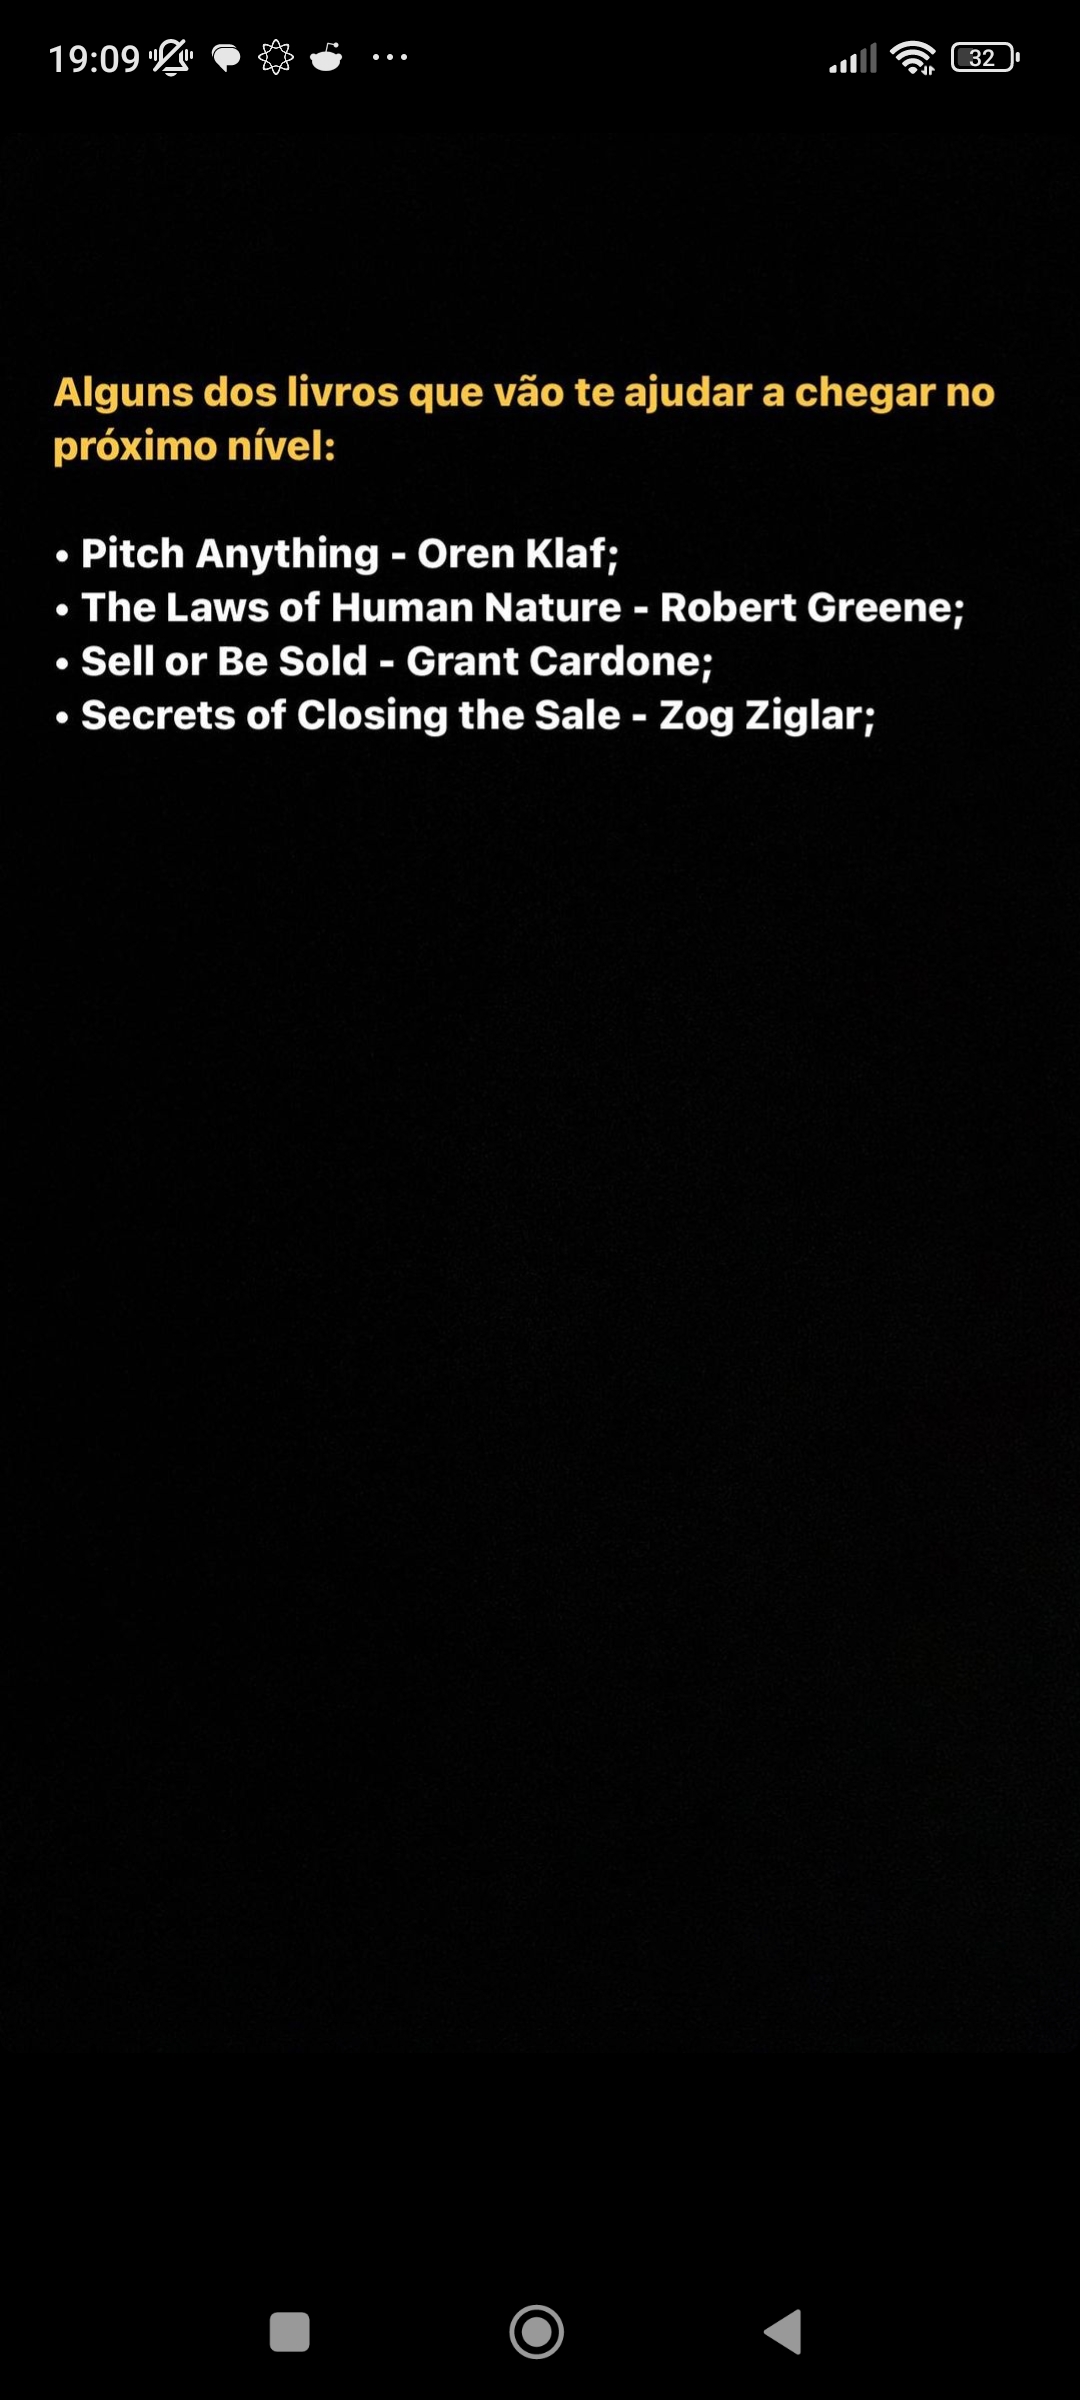 19:09
32
Alguns dos livros que vão te ajudar a chegar no
próximo nível:
• Pitch Anything - Oren Klaf;
• The Laws of Human Nature - Robert Greene;
• Sell or Be Sold - Grant Cardone;
• Secrets of Closing the Sale - Zog Ziglar;